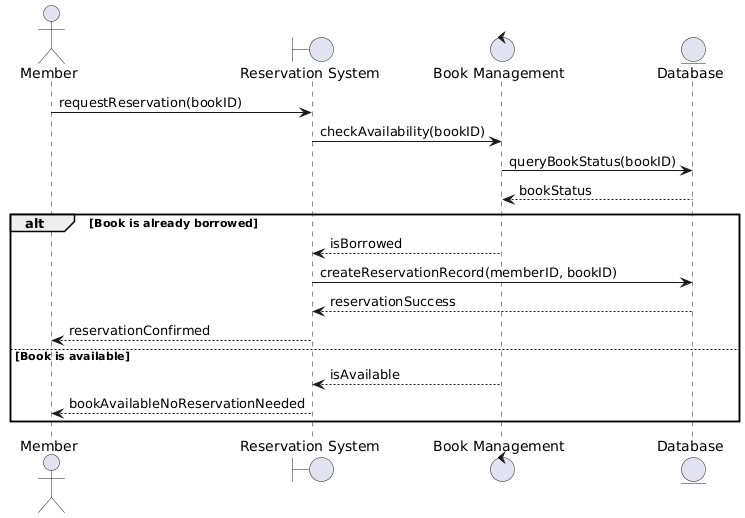 Member
Reservation System
Book Management
Database
requestReservation(bookID)
checkAvailability(bookID)
queryBookStatus(bookID)
bookStatus
alt
[Book is already borrowed]
isBorrowed
createReservationRecord(memberID, bookID)
reservationSuccess
reservationConfirmed
[Book is available]
isAvailable
bookAvailableNoReservationNeeded
Member
Reservation System
Book Management
Database